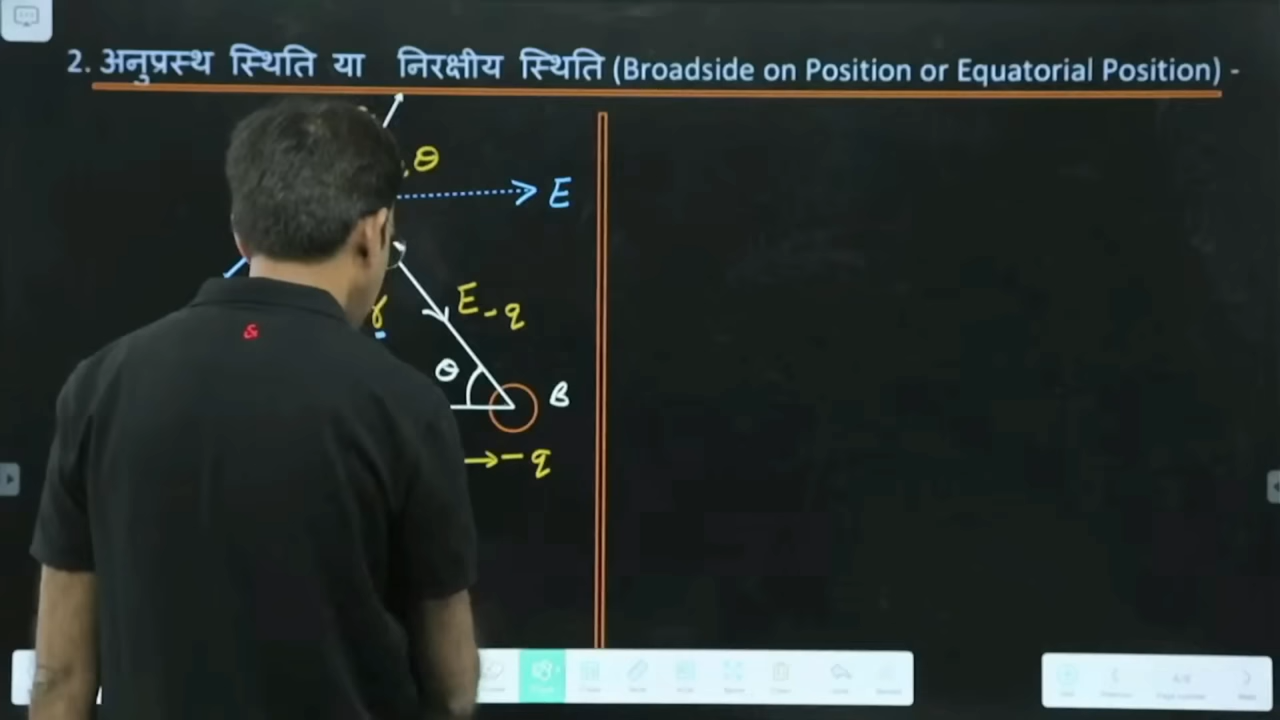 2. अनुप्रस्थ स्थिति या निरक्षीय स्थिति (Broadside on Position or Equatorial Position) -
θ
E
E-q
r
θ
B
→ -q